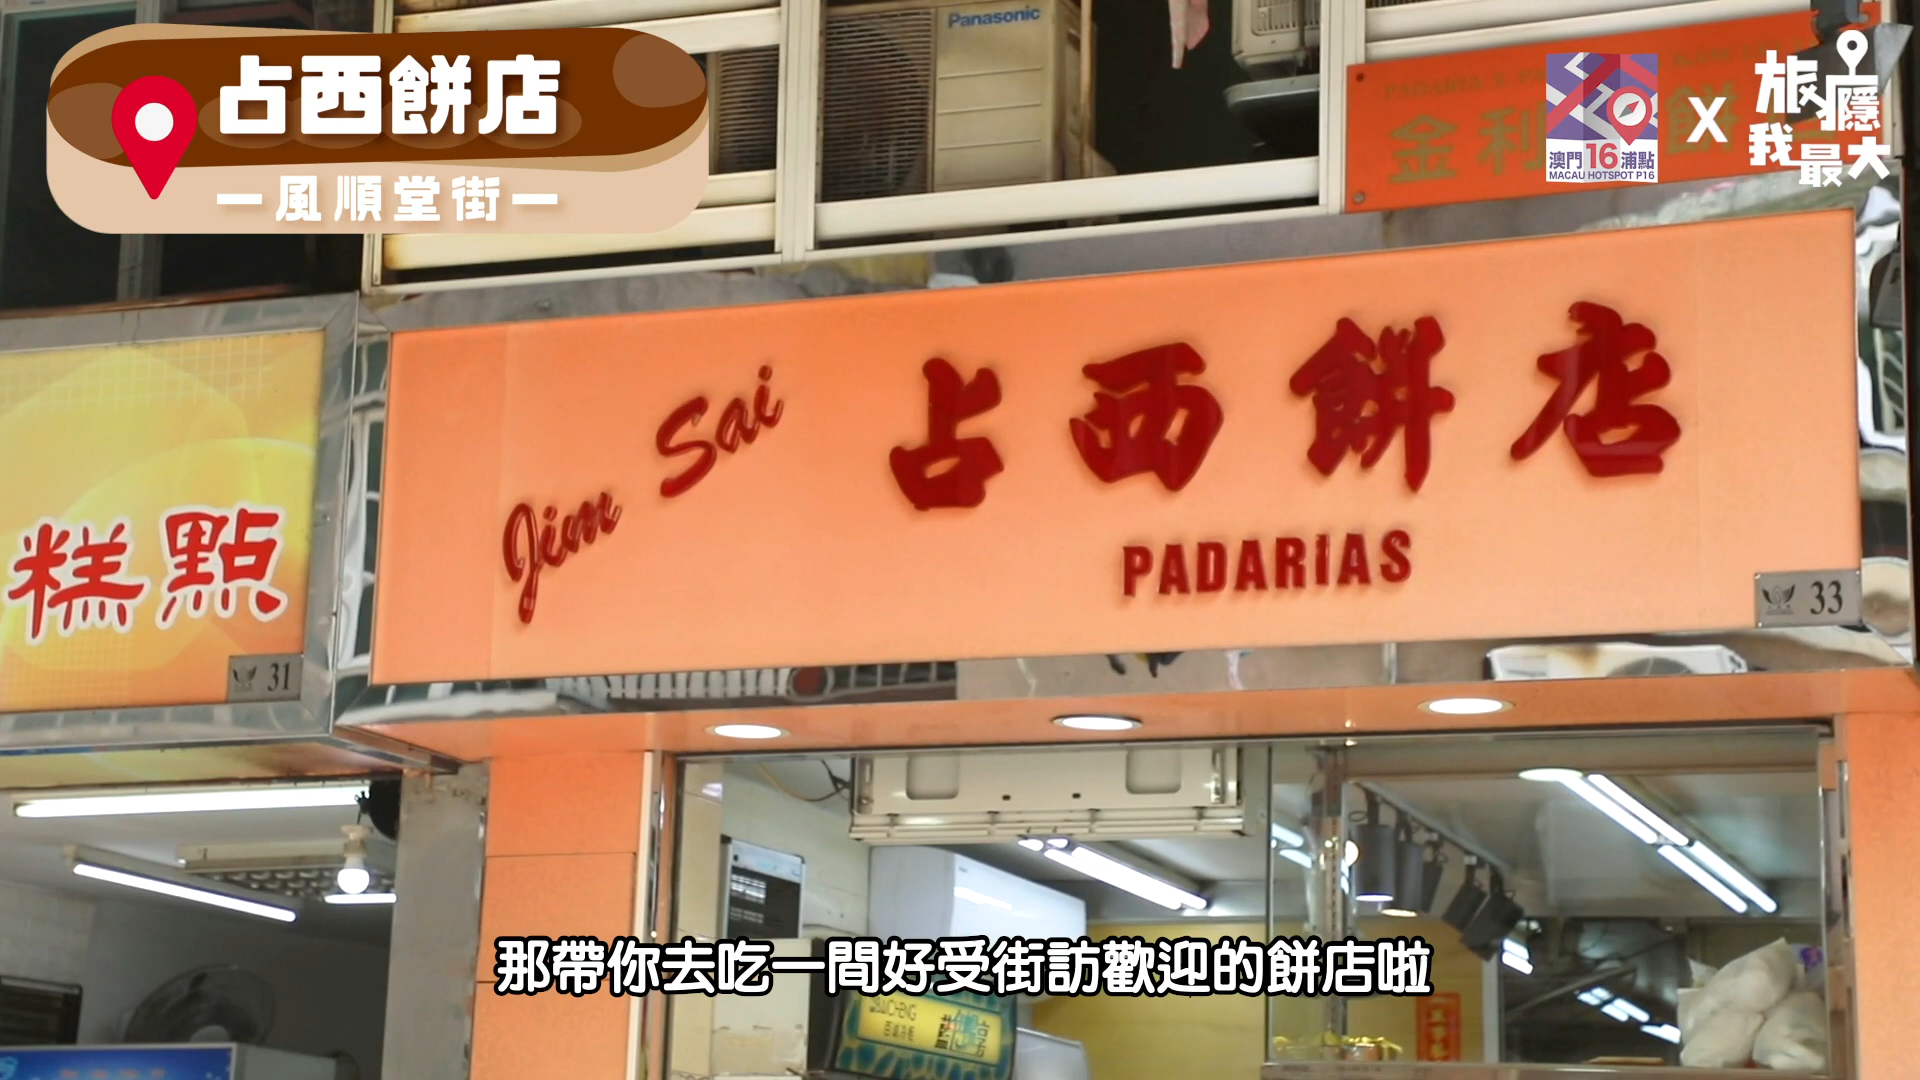 占西餅店
風順堂街
Panasonic
金利 餅
澳門16浦點
MACAU HOTSPOT P16
X
旅行
隱
我最大
Jim Sai
占西餅店
PADARIAS
33
糕點
31
那帶你去吃一間好受街訪歡迎的餅店啦